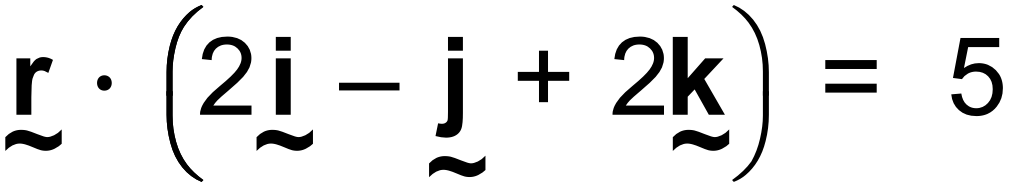 r · (2i − j + 2k) = 5